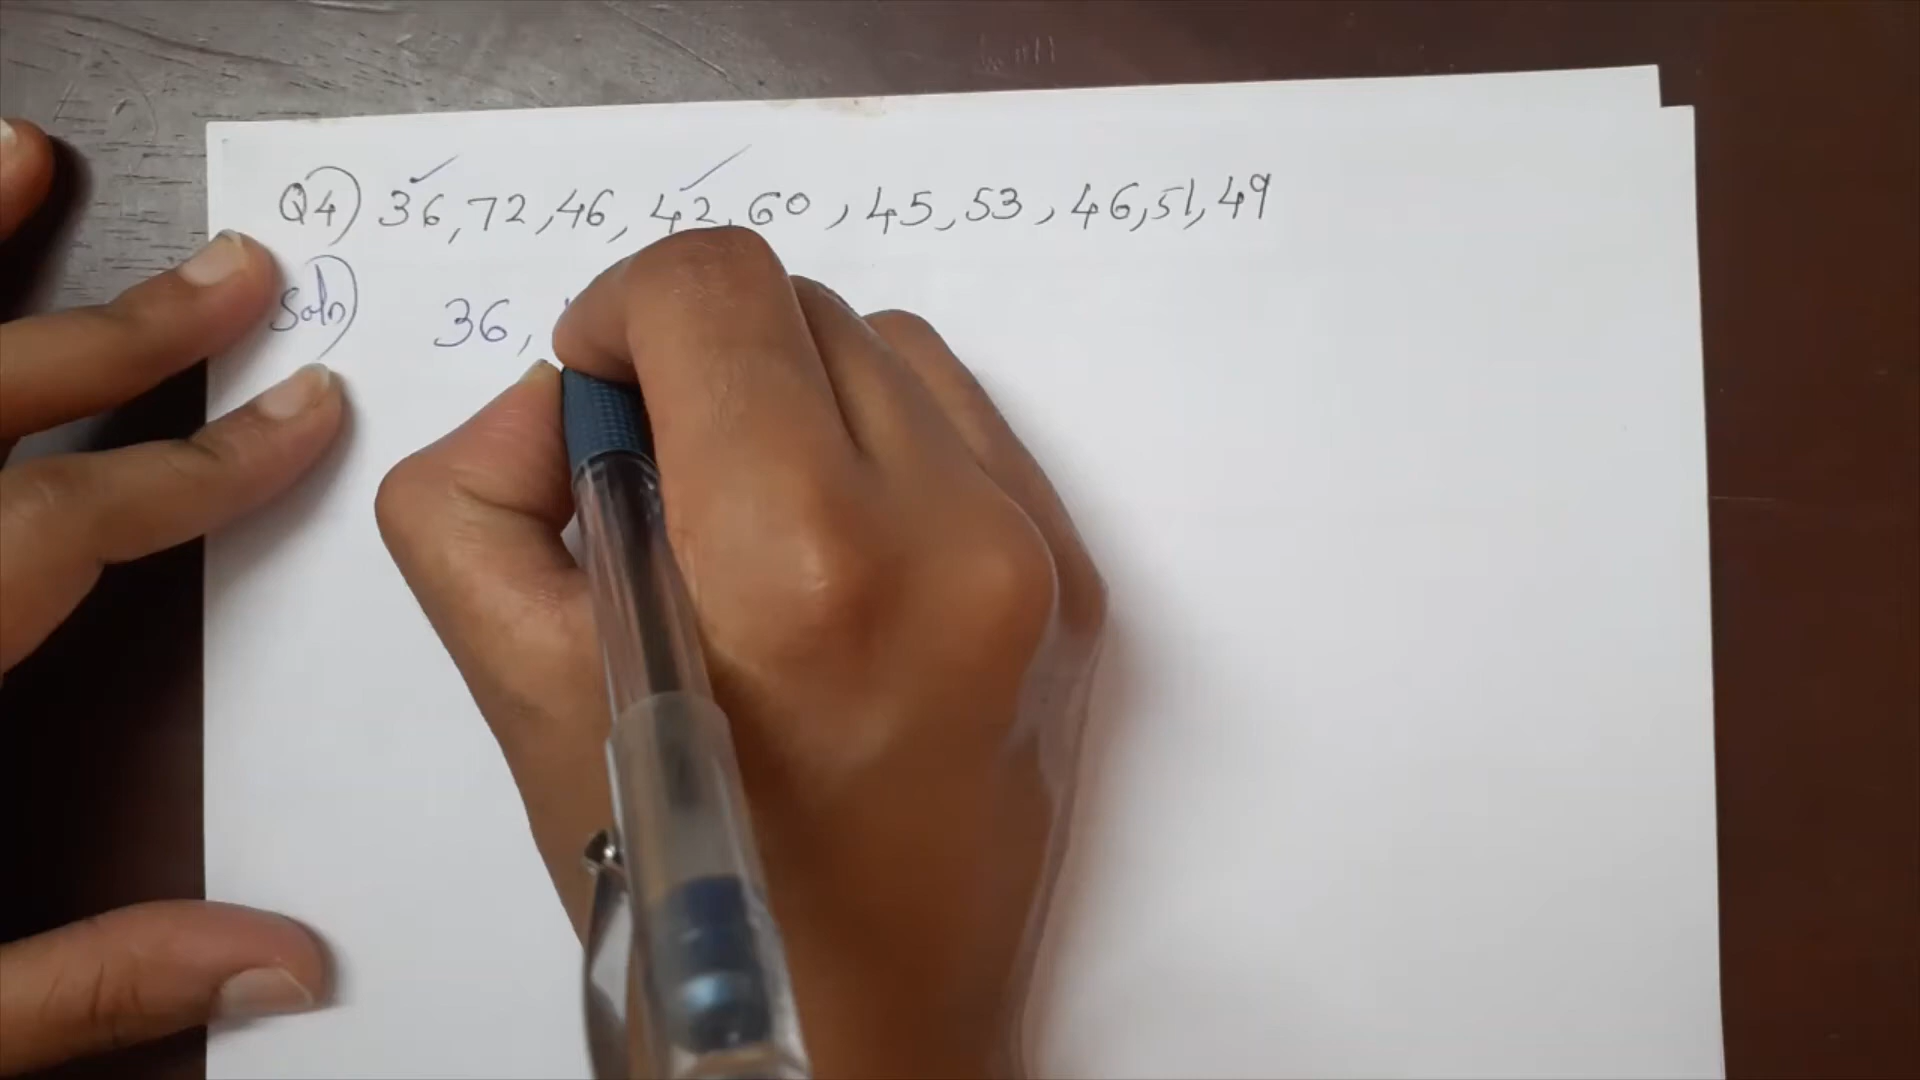 Q4) 36, 72, 46, 42, 60, 45, 53, 46, 51, 49
Soln) 36,